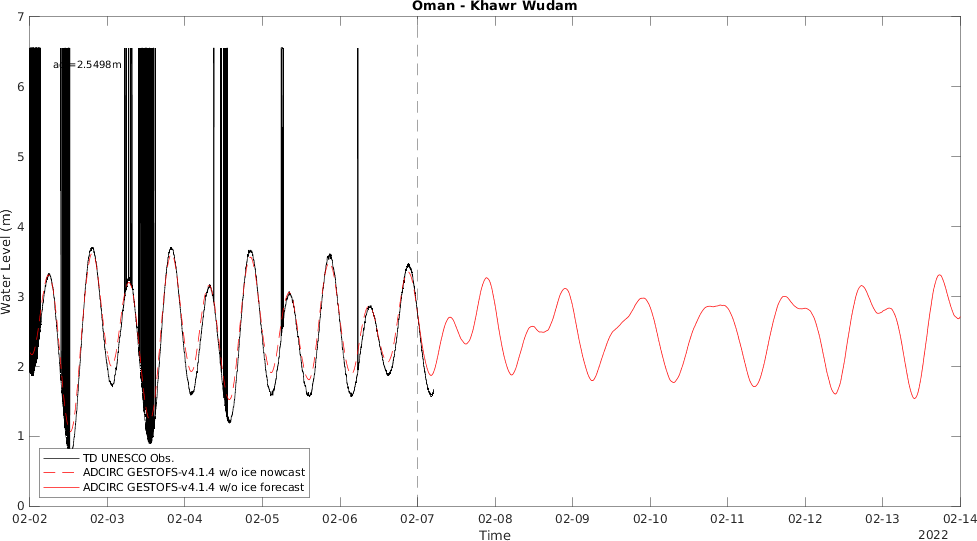 Oman - Khawr Wudam
7
6
5
4
3
2
1
0
Water Level (m)
=2.5498m
TD UNESCO Obs.
ADCIRC GESTOFS-v4.1.4 w/o ice nowcast
ADCIRC GESTOFS-v4.1.4 w/o ice forecast
02-02 02-03 02-04 02-05 02-06 02-07 02-08 02-09 02-10 02-11 02-12 02-13 02-14
Time
2022